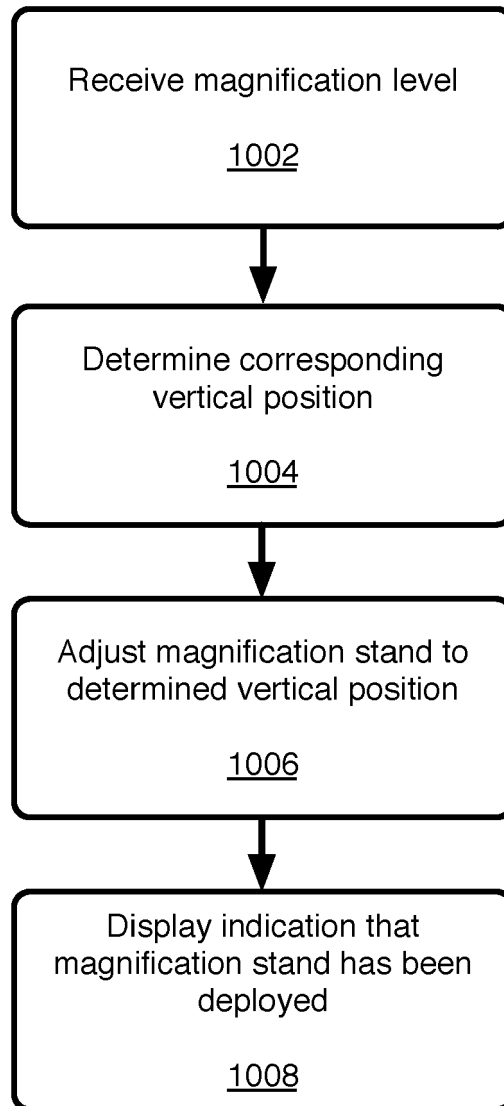 Receive magnification level
1002
Determine corresponding
vertical position
1004
Adjust magnification stand to
determined vertical position
1006
Display indication that
magnification stand has been
deployed
1008